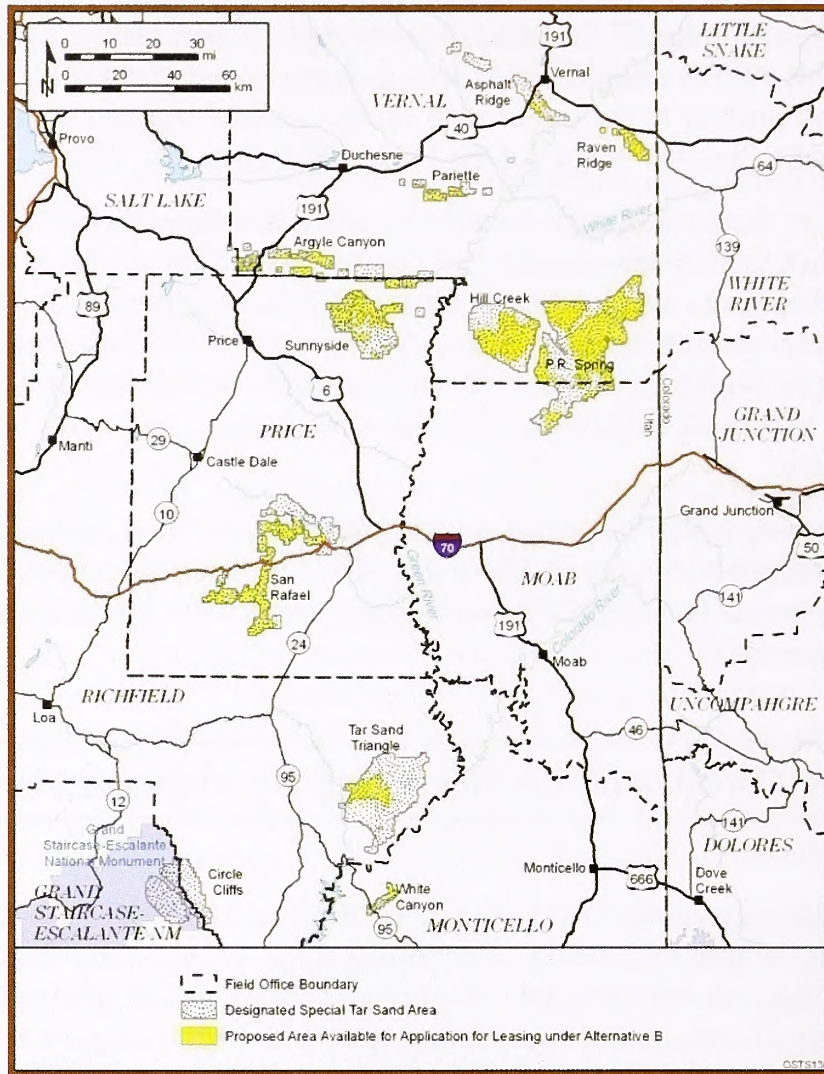 0 10 20 30
mi
0 20 40 60
km
N
191
LITTLE
SNAKE
Asphalt
Ridge
Vernal
VERNAL
Provo
40
Duchesne
Raven
Ridge
Pariette
64
SALT LAKE
191
White River
Argyle Canyon
139
WHITE
RIVER
89
Hill Creek
Price
Sunnyside
P.R. Spring
6
Colorado
Utah
GRAND
JUNCTION
Manti
29
PRICE
Castle Dale
10
Grand Junction
70
50
San
Rafael
Green River
MOAB
141
24
191
Colorado River
Moab
RICHFIELD
UNCOMPAHGRE
Loa
Tar Sand
Triangle
46
95
12
141
Grand
Staircase-Escalante
National Monument
DOLORES
Circle
Cliffs
Monticello
Dove
Creek
666
GRAND
STAIRCASE-
ESCALANTE NM
White
Canyon
95
MONTICELLO
Field Office Boundary
Designated Special Tar Sand Area
Proposed Area Available for Application for Leasing under Alternative B